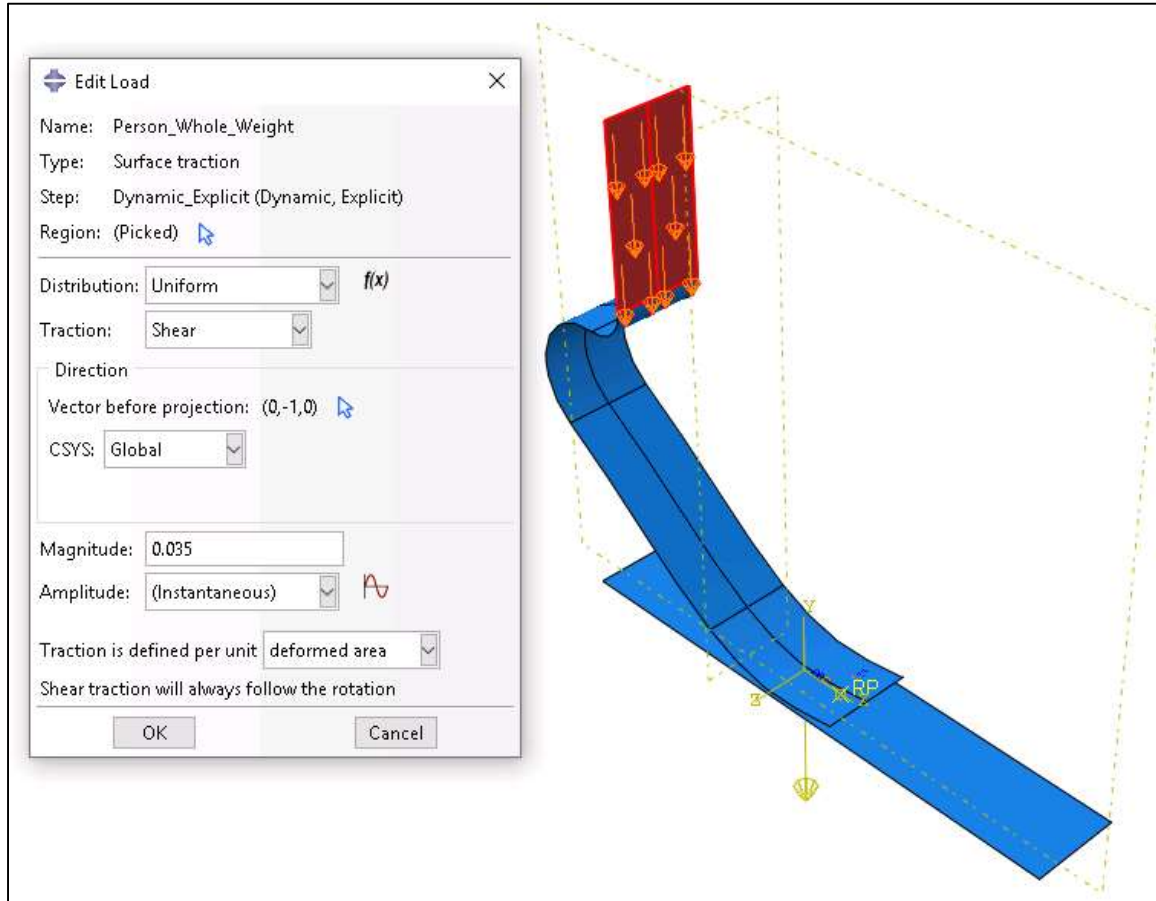 Edit Load
Name: Person_Whole_Weight
Type: Surface traction
Step: Dynamic_Explicit (Dynamic, Explicit)
Region: (Picked)
Distribution: Uniform f(x)
Traction: Shear
Direction
Vector before projection: (0,-1,0)
CSYS: Global
Magnitude: 0.035
Amplitude: (Instantaneous)
Traction is defined per unit deformed area
Shear traction will always follow the rotation
OK Cancel
Y
RP
Z